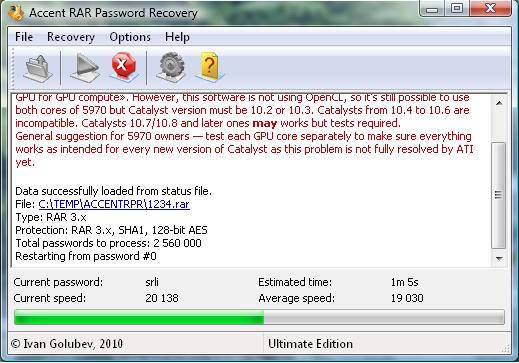 Accent RAR Password Recovery
File Recovery Options Help
GPU for GPU compute». However, this software is not using OpenCL, so it's still possible to use
both cores of 5970 but Catalyst version must be 10.2 or 10.3. Catalysts from 10.4 to 10.6 are
incompatible. Catalysts 10.7/10.8 and later ones may works but tests required.
General suggestion for 5970 owners — test each GPU core separately to make sure everything
works as intended for every new version of Catalyst as this problem is not fully resolved by ATI
yet.
Data successfully loaded from status file.
File: C:\TEMP\ACCENTRPR\1234.rar
Type: RAR 3.x
Protection: RAR 3.x, SHA1, 128-bit AES
Total passwords to process: 2 560 000
Restarting from password #0
Current password: srli Estimated time: 1m 5s
Current speed: 20 138 Average speed: 19 030
© Ivan Golubev, 2010 Ultimate Edition